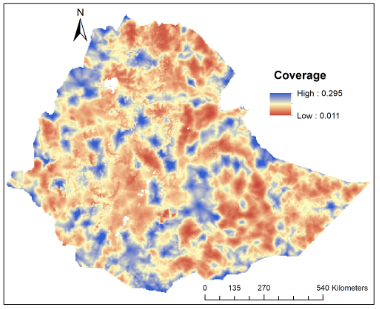 N
Coverage
High : 0.295
Low : 0.011
0 135 270 540 Kilometers